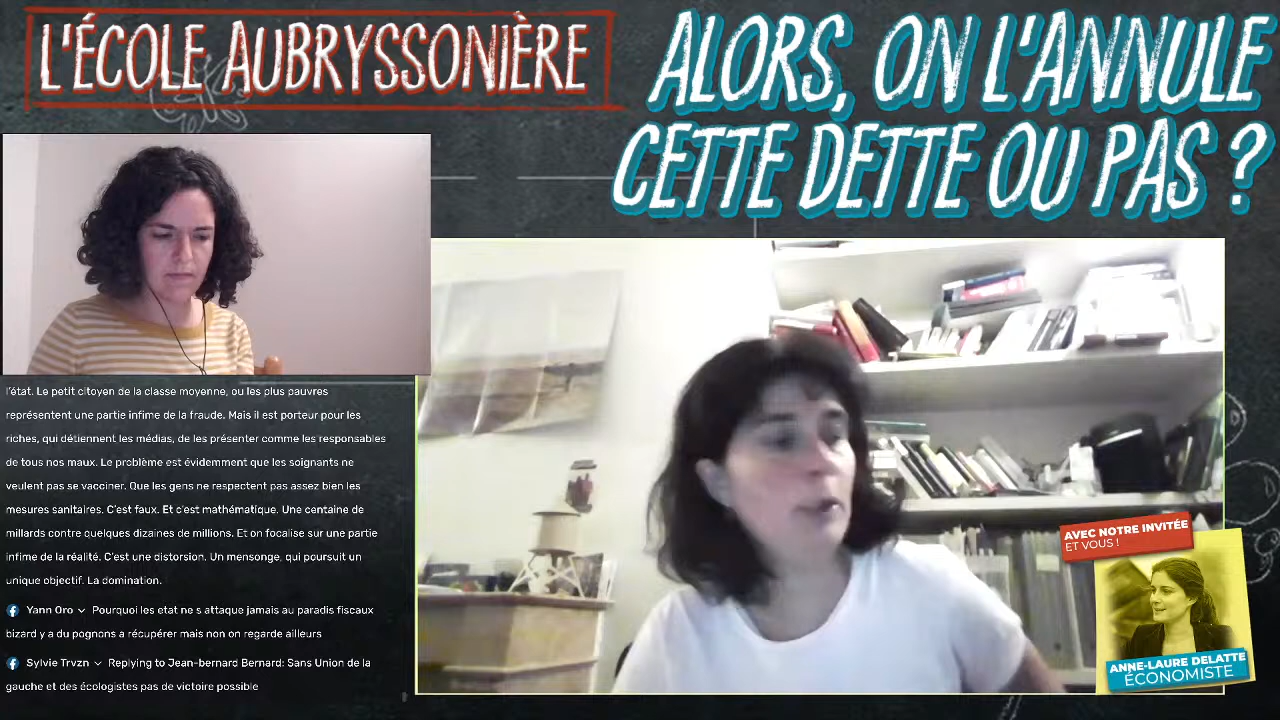 L'ÉCOLE AUBRYSSONIÈRE
ALORS, ON L'ANNULE
CETTE DETTE OU PAS ?
l'état. Le petit citoyen de la classe moyenne, ou les plus pauvres
représentent une partie infime de la fraude. Mais il est porteur pour les
riches, qui détiennent les médias, de les présenter comme les responsables
de tous nos maux. Le problème est évidemment que les soignants ne
veulent pas se vacciner. Que les gens ne respectent pas assez bien les
mesures sanitaires. C'est faux. Et c'est mathématique. Une centaine de
millards contre quelques dizaines de millions. Et on focalise sur une partie
infime de la réalité. C'est une distorsion. Un mensonge, qui poursuit un
unique objectif. La domination.
Yann Oro Pourquoi les etat ne s attaque jamais au paradis fiscaux
bizard y a du pognons a récupérer mais non on regarde ailleurs
Sylvie Trvzn Replying to Jean-bernard Bernard: Sans Union de la
gauche et des écologistes pas de victoire possible
AVEC NOTRE INVITÉE
ET VOUS !
ANNE-LAURE DELATTE
ÉCONOMISTE